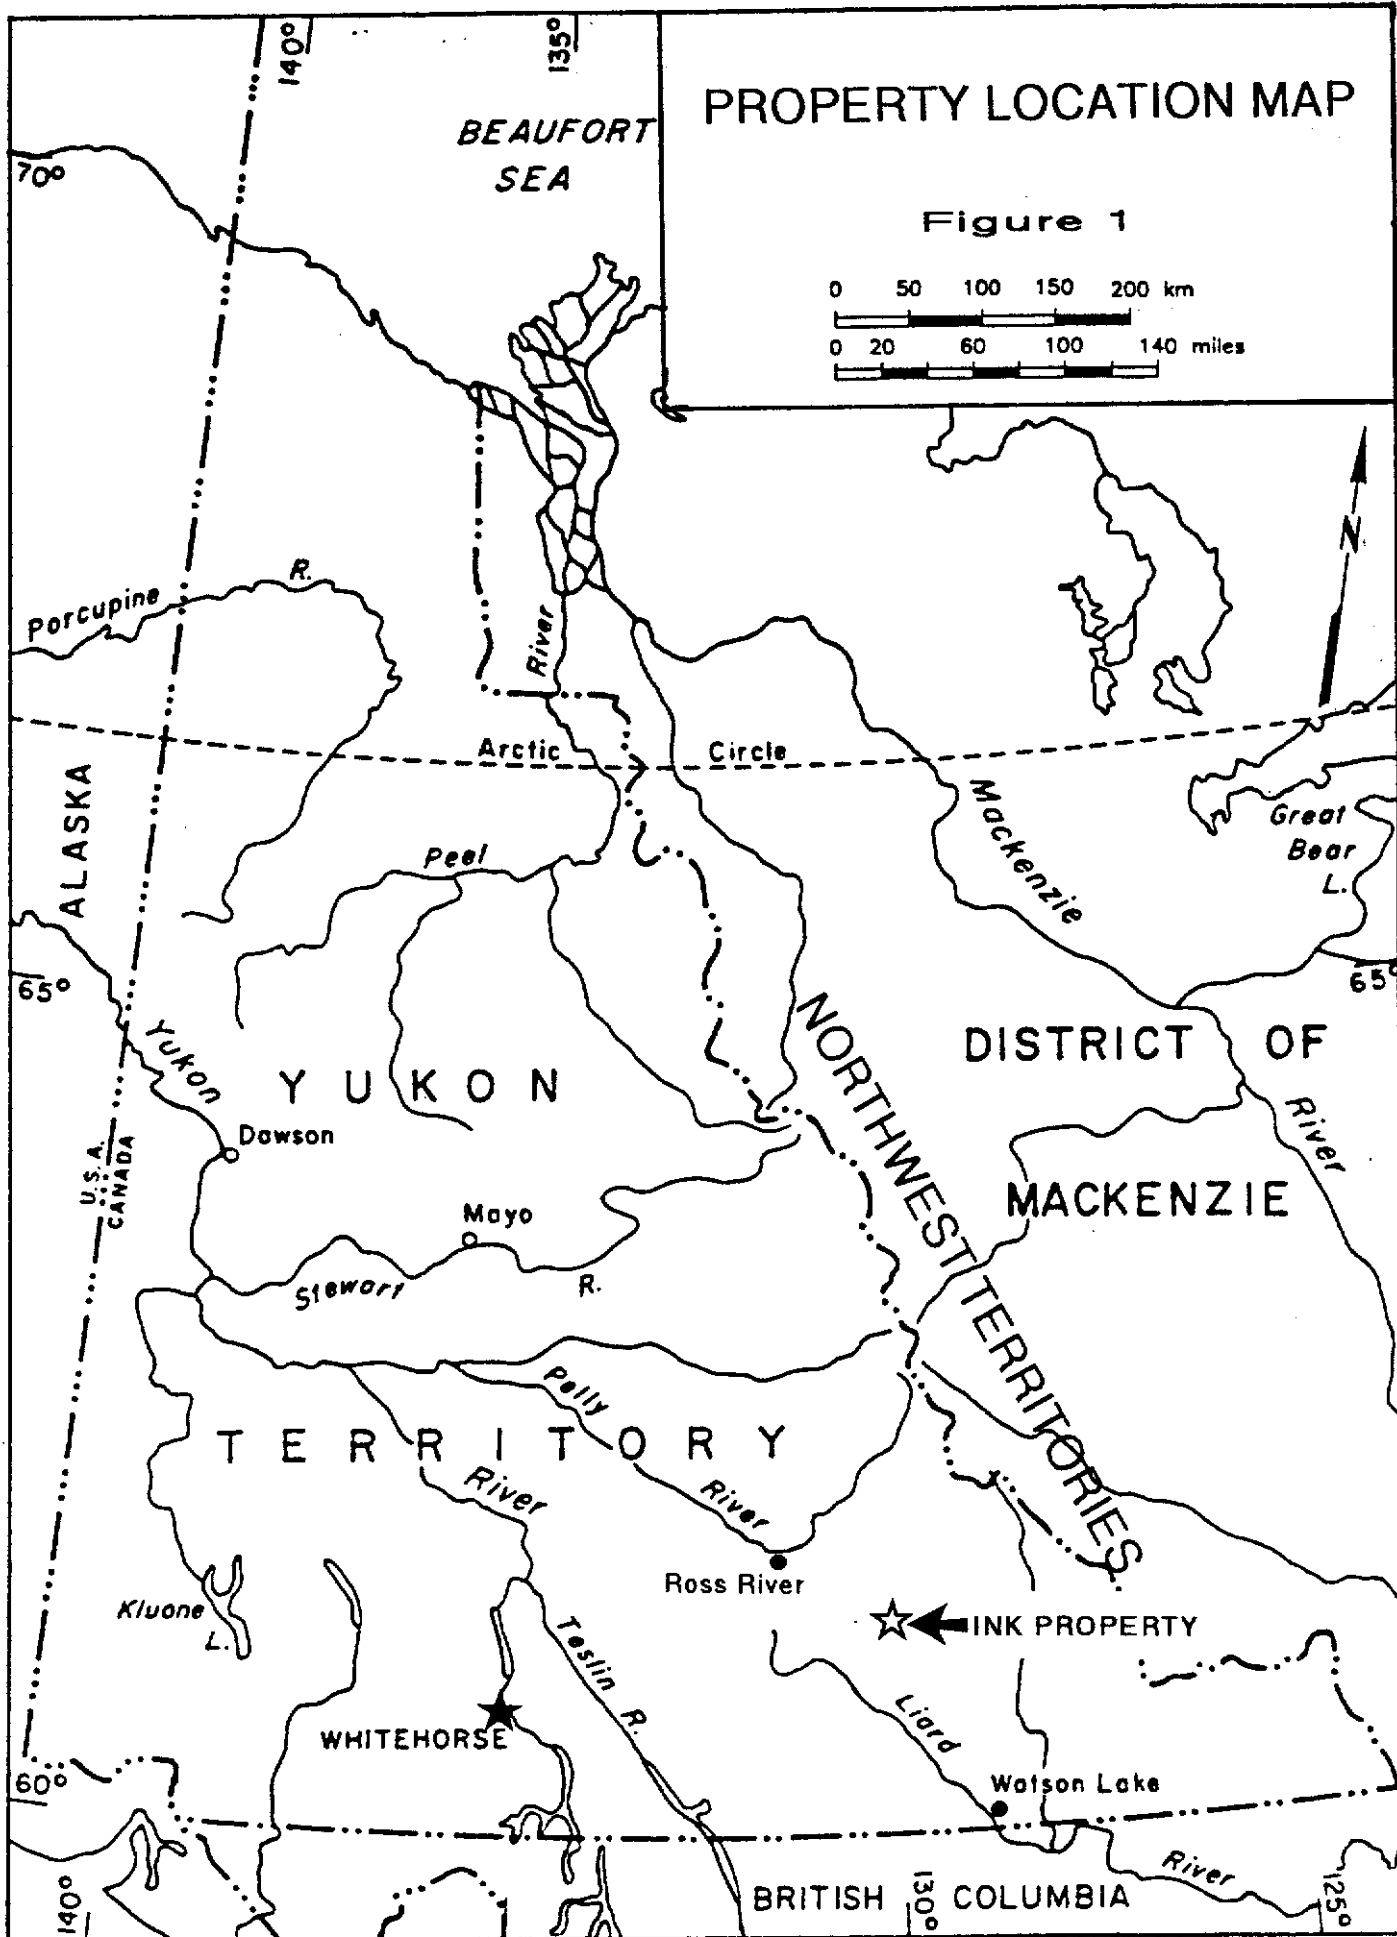 140°
135°
PROPERTY LOCATION MAP
BEAUFORT
SEA
70°
Figure 1
0 50 100 150 200 km
0 20 60 100 140 miles
N
Porcupine R.
River
Arctic Circle
ALASKA
Mackenzie
Great
Bear
L.
Peel
65°
65°
Yukon
NORTHWEST TERRITORIES
DISTRICT OF
YUKON
River
Dawson
U.S.A.
CANADA
MACKENZIE
Mayo
Stewart R.
Pelly
TERRITORY
River
River
Ross River
Kluane
L.
INK PROPERTY
Teslin R.
Liard
WHITEHORSE
60°
Watson Lake
River
140°
BRITISH COLUMBIA
130°
125°